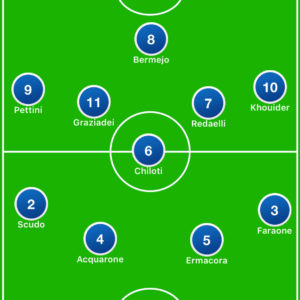 8
Bermejo
9
Pettini
11
Graziadei
7
Redaelli
10
Khouider
6
Chiloti
2
Scudo
4
Acquarone
5
Ermacora
3
Faraone